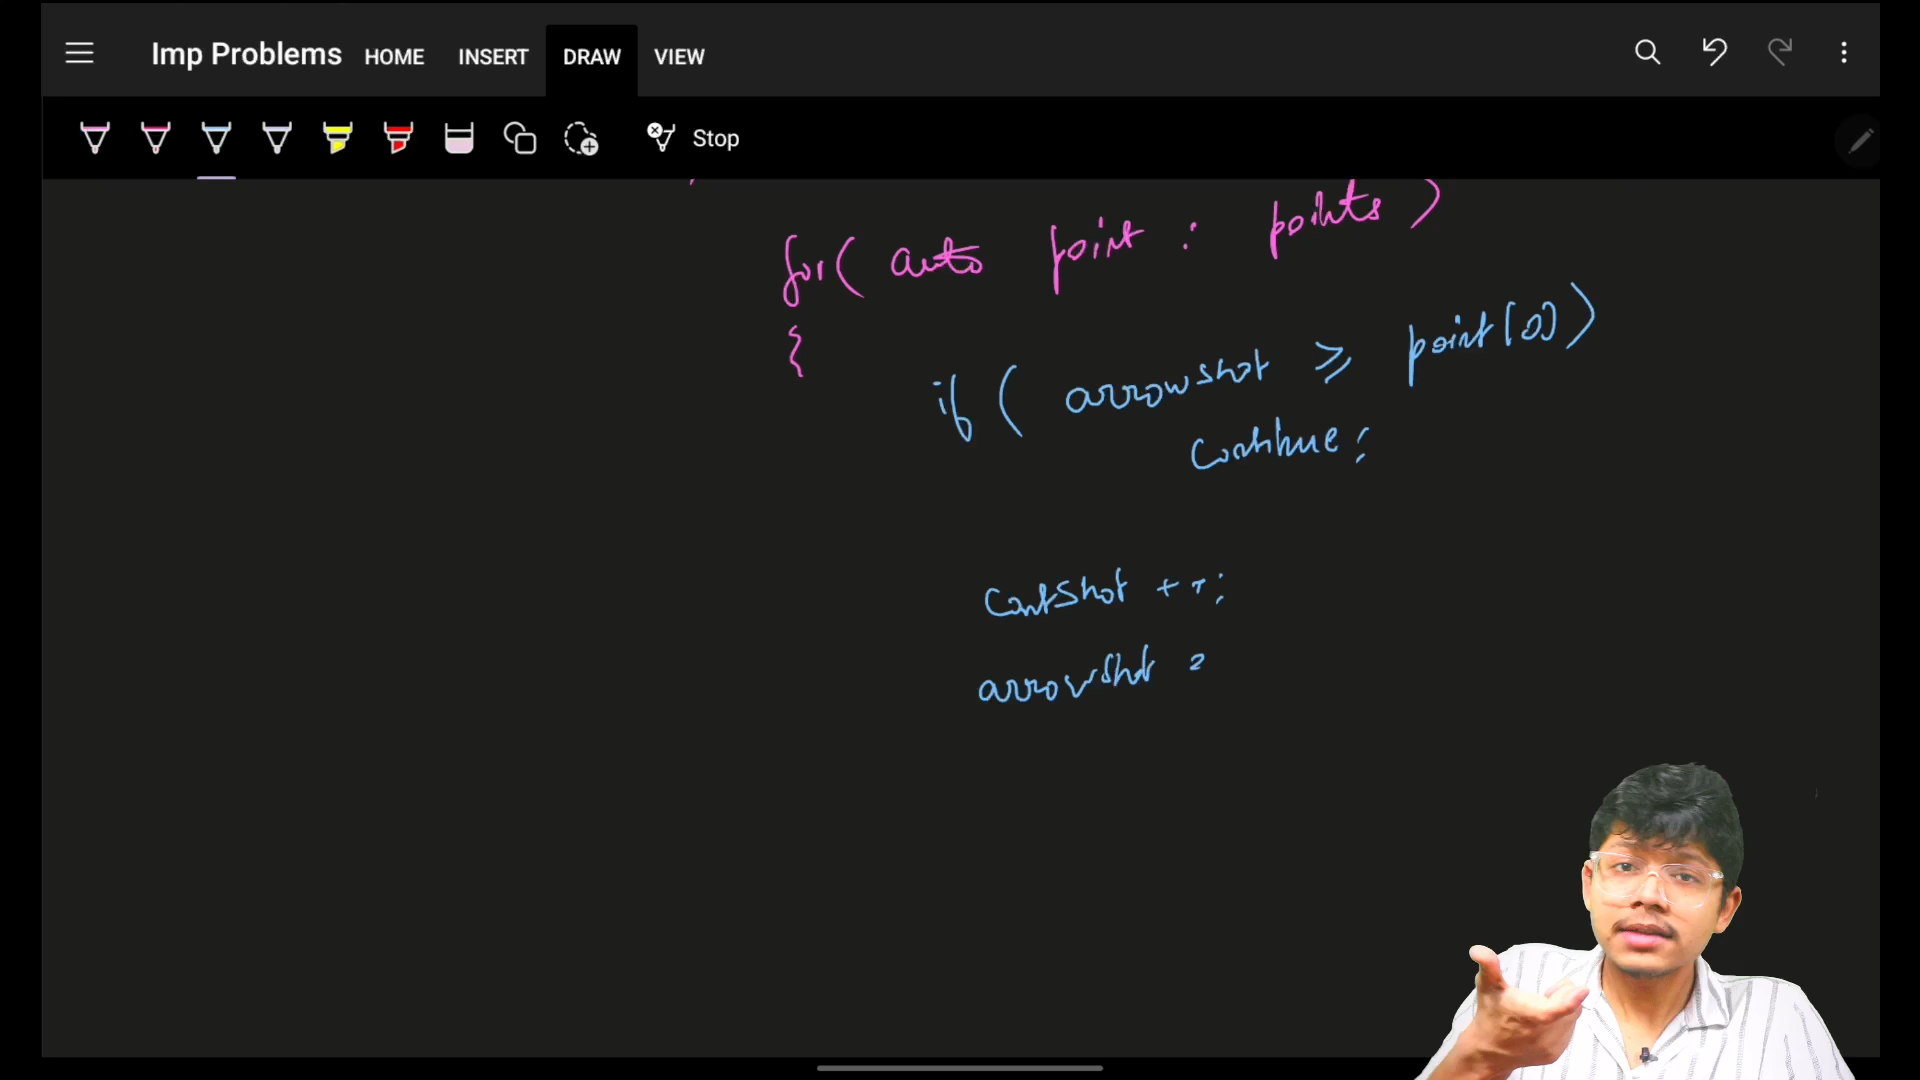 Imp Problems HOME INSERT DRAW VIEW
Stop
for( auto point : points )
{
if ( arrowshot ≥ point[0])
continue;
countShot ++;
arrowShot =